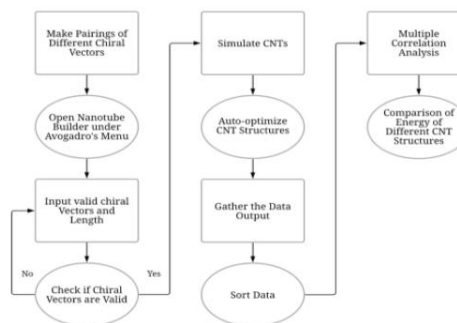 Make Pairings of
Different Chiral
Vectors
Open Nanotube
Builder under
Avogadro's Menu
Input valid chiral
Vectors and
Length
No
Yes
Check if Chiral
Vectors are Valid
Simulate CNTs
Auto-optimize
CNT Structures
Gather the Data
Output
Sort Data
Multiple
Correlation
Analysis
Comparison of
Energy of
Different CNT
Structures